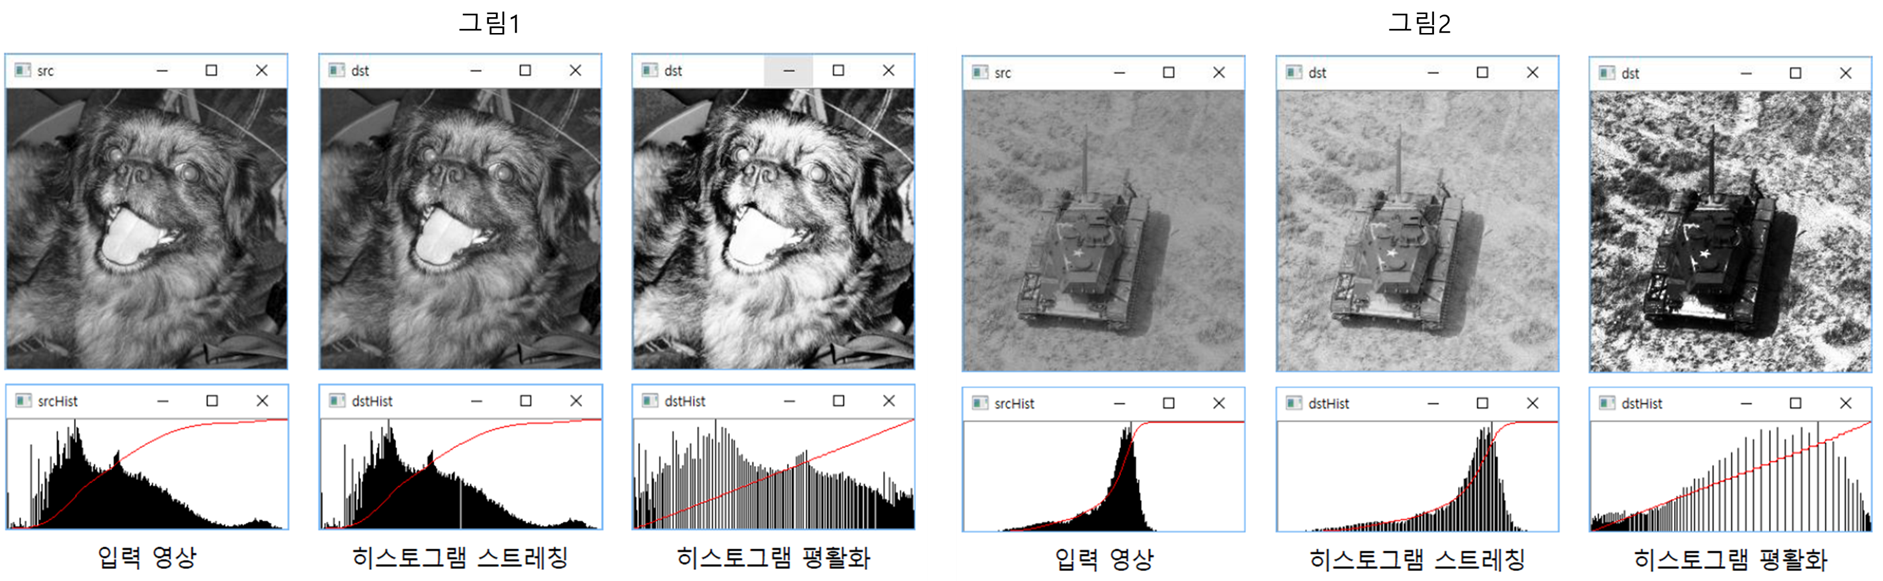 그림1
그림2
src
dst
dst
src
dst
dst
srcHist
dstHist
dstHist
srcHist
dstHist
dstHist
입력 영상
히스토그램 스트레칭
히스토그램 평활화
입력 영상
히스토그램 스트레칭
히스토그램 평활화